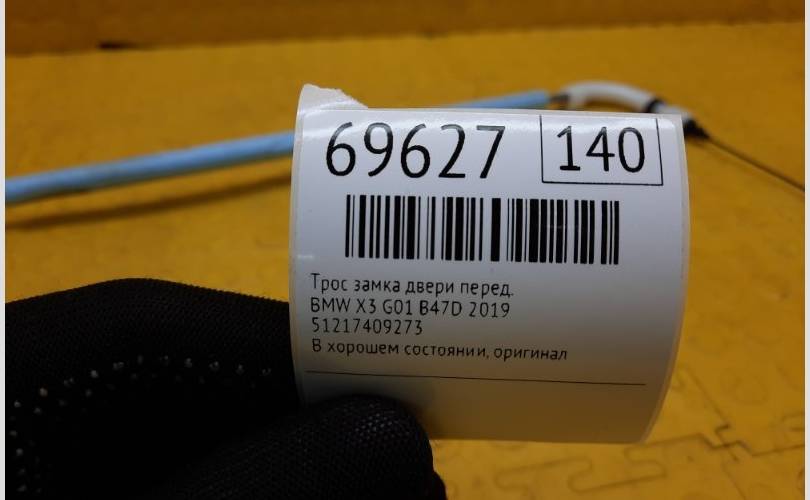 69627 140
Трос замка двери перед.
BMW X3 G01 B47D 2019
51217409273
В хорошем состоянии, оригинал